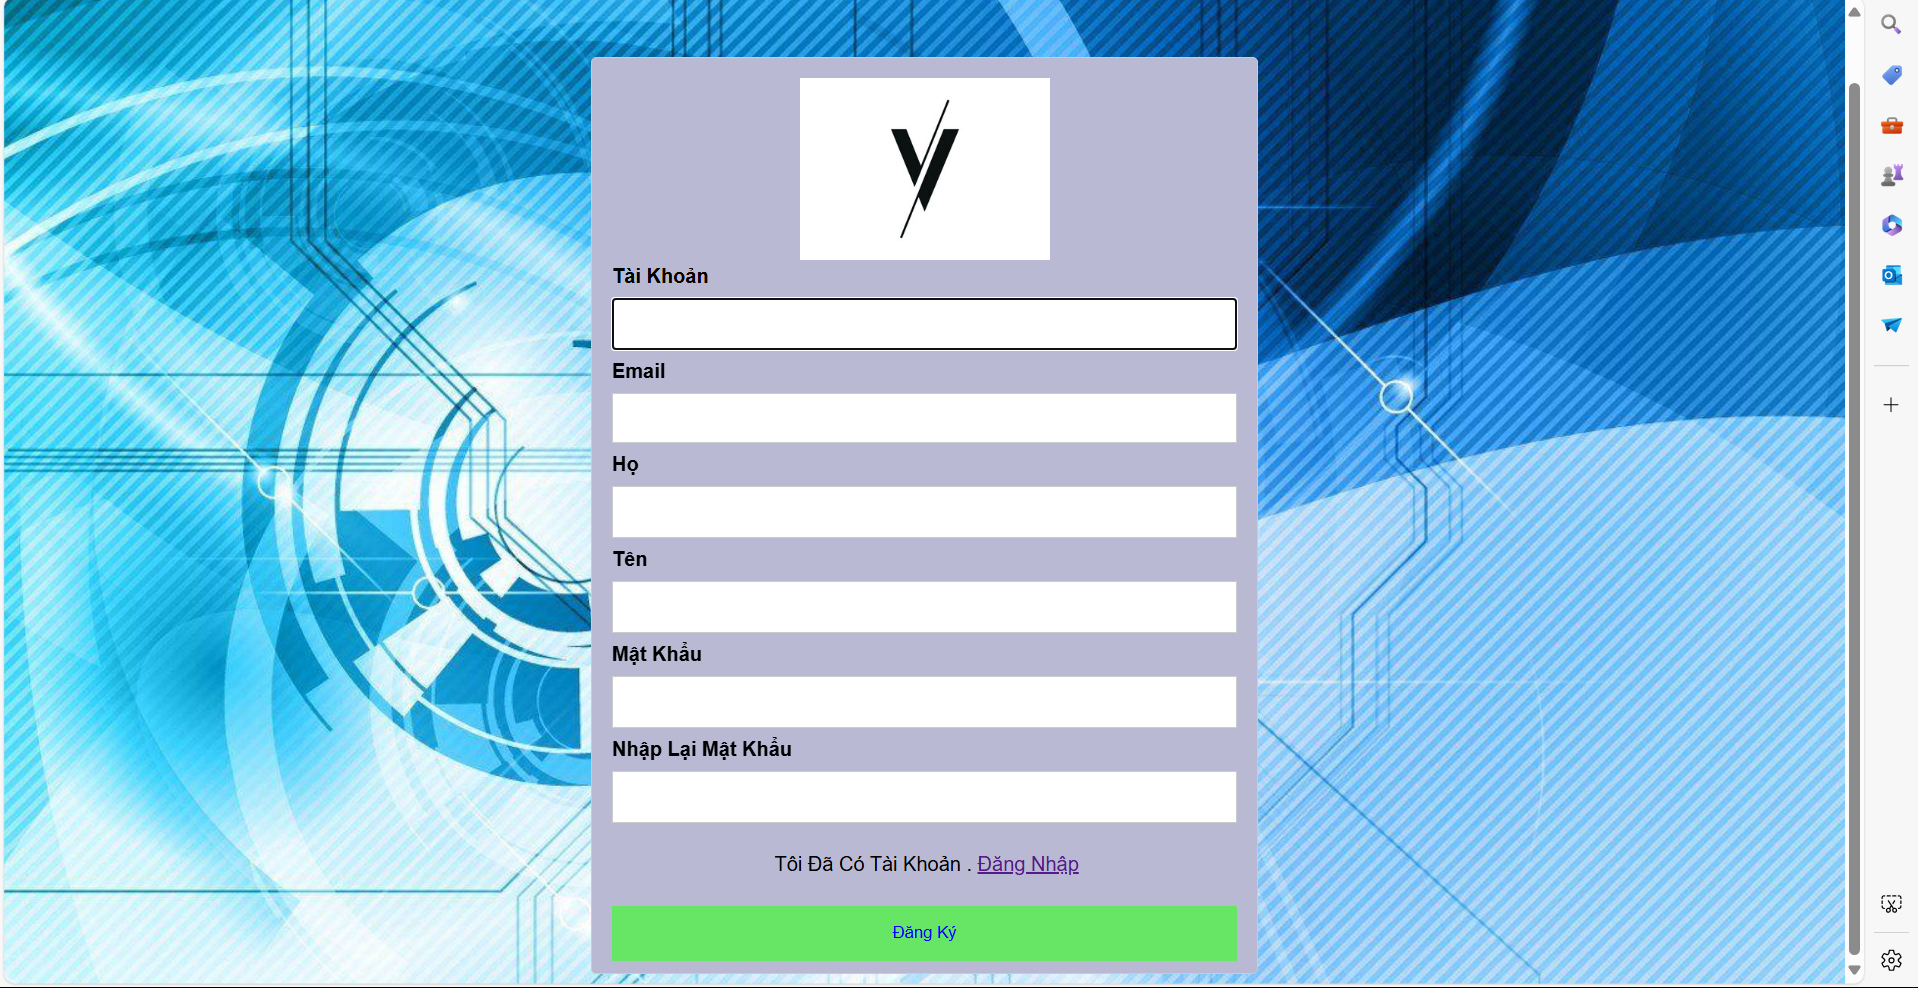 Tài Khoản
Email
Họ
Tên
Mật Khẩu
Nhập Lại Mật Khẩu
Tôi Đã Có Tài Khoản . Đăng Nhập
Đăng Ký